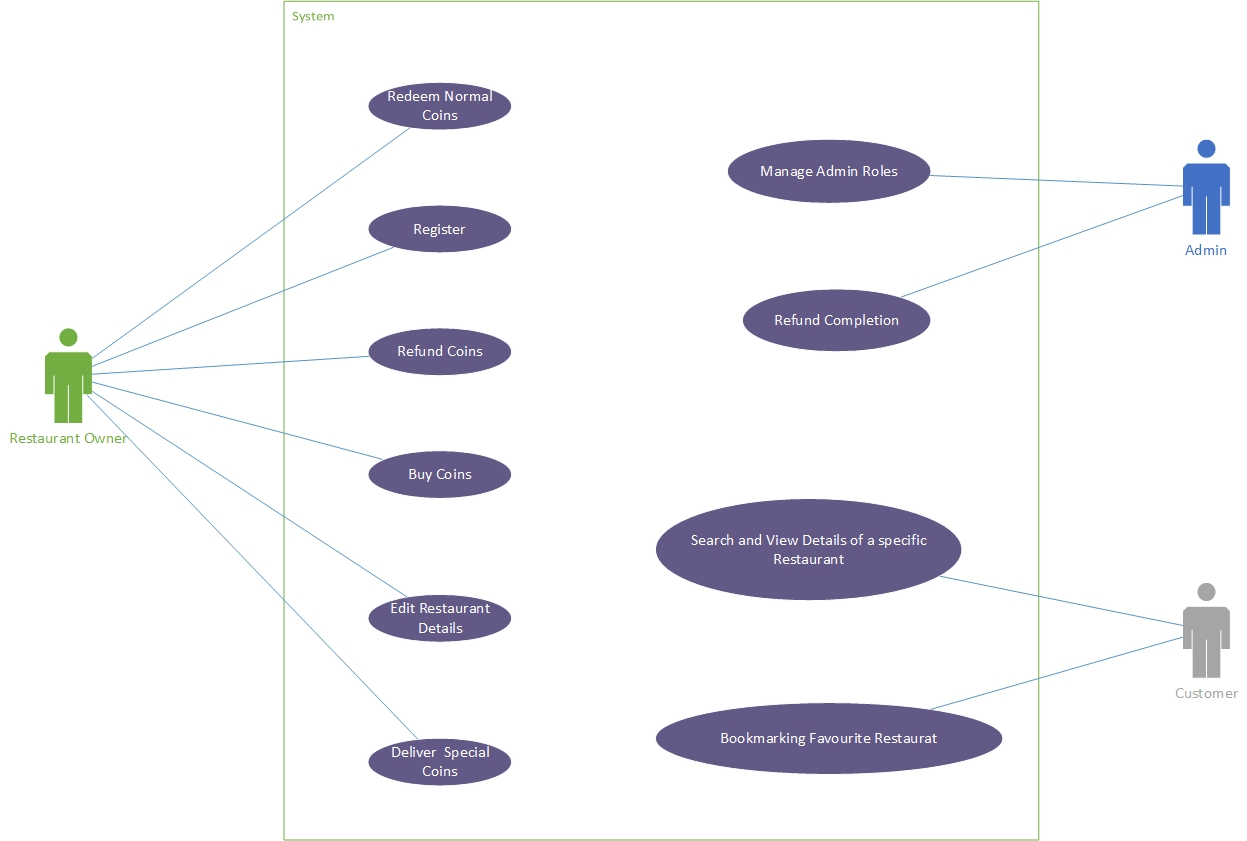 System
Redeem Normal
Coins
Manage Admin Roles
Register
Admin
Refund Completion
Refund Coins
Restaurant Owner
Buy Coins
Search and View Details of a specific
Restaurant
Edit Restaurant
Details
Customer
Bookmarking Favourite Restaurat
Deliver  Special
Coins